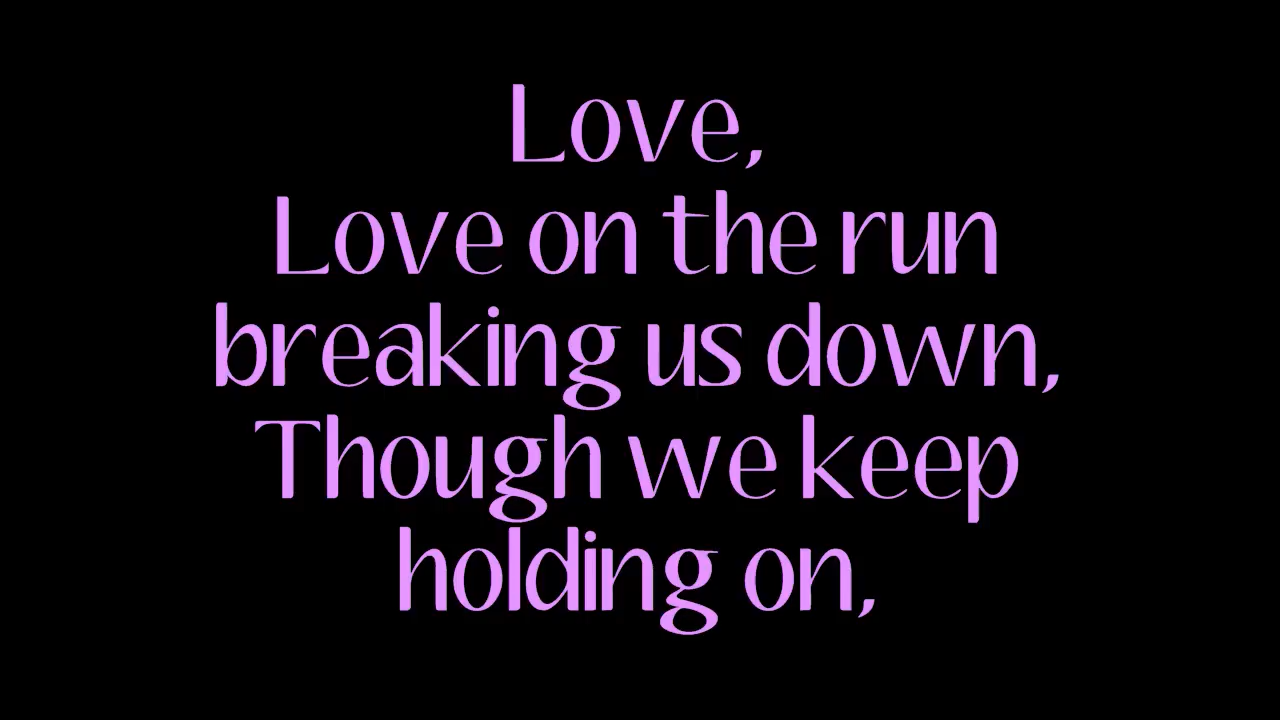 Love,
Love on the run
breaking us down,
Though we keep
holding on,